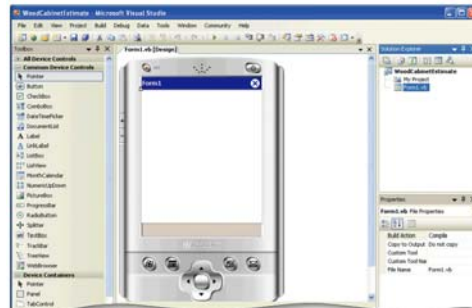 WoodCabinetEstimate - Microsoft Visual Studio
File Edit View Project Build Debug Data Tools Window Community Help
Toolbox
All Device Controls
Common Device Controls
Pointer
Button
CheckBox
ComboBox
DateTimePicker
DocumentList
Label
LinkLabel
ListBox
ListView
MonthCalendar
NumericUpDown
PictureBox
ProgressBar
RadioButton
Splitter
TextBox
TrackBar
TreeView
WebBrowser
Device Containers
Pointer
Panel
TabControl
Form1.vb [Design]
Form1
Solution Explorer
WoodCabinetEstimate
My Project
Form1.vb
Properties
Form1.vb File Properties
Build Action Compile
Copy to Output Do not copy
Custom Tool
Custom Tool Nam
File Name Form1.vb